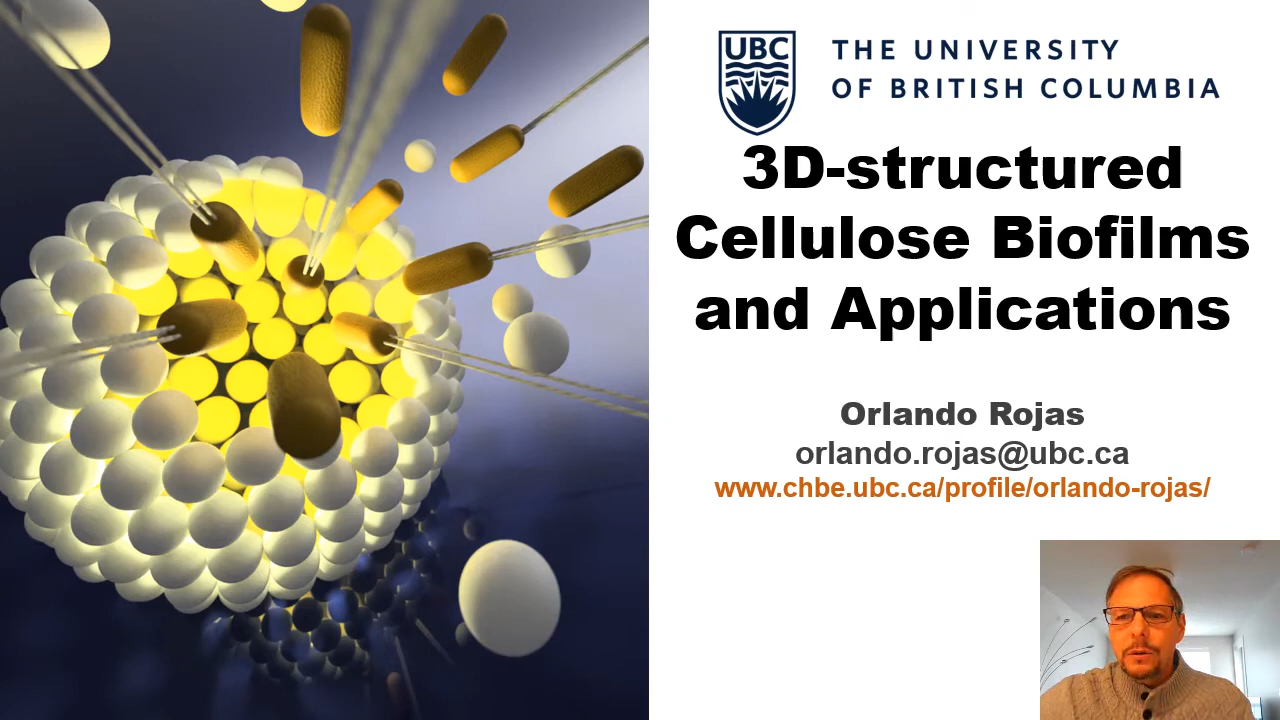 UBC
THE UNIVERSITY
OF BRITISH COLUMBIA
3D-structured
Cellulose Biofilms
and Applications
Orlando Rojas
orlando.rojas@ubc.ca
www.chbe.ubc.ca/profile/orlando-rojas/